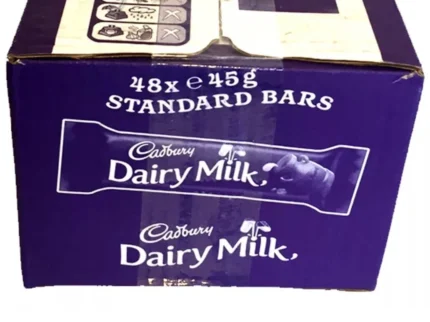 48x ℮ 45g
STANDARD BARS
Cadbury
Dairy Milk
Cadbury
Dairy Milk